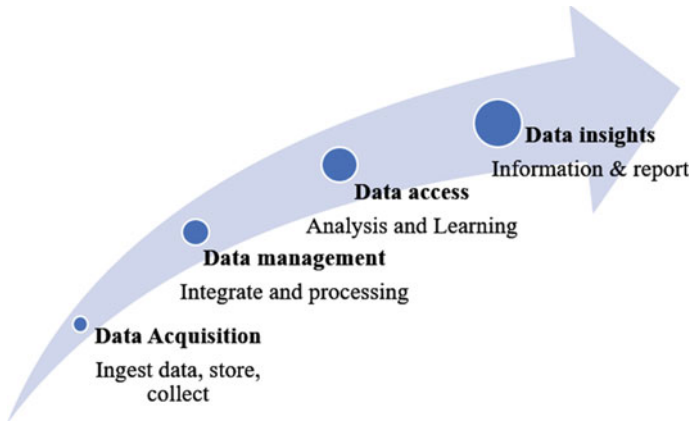 Data insights
Information & report
Data access
Analysis and Learning
Data management
Integrate and processing
Data Acquisition
Ingest data, store,
collect